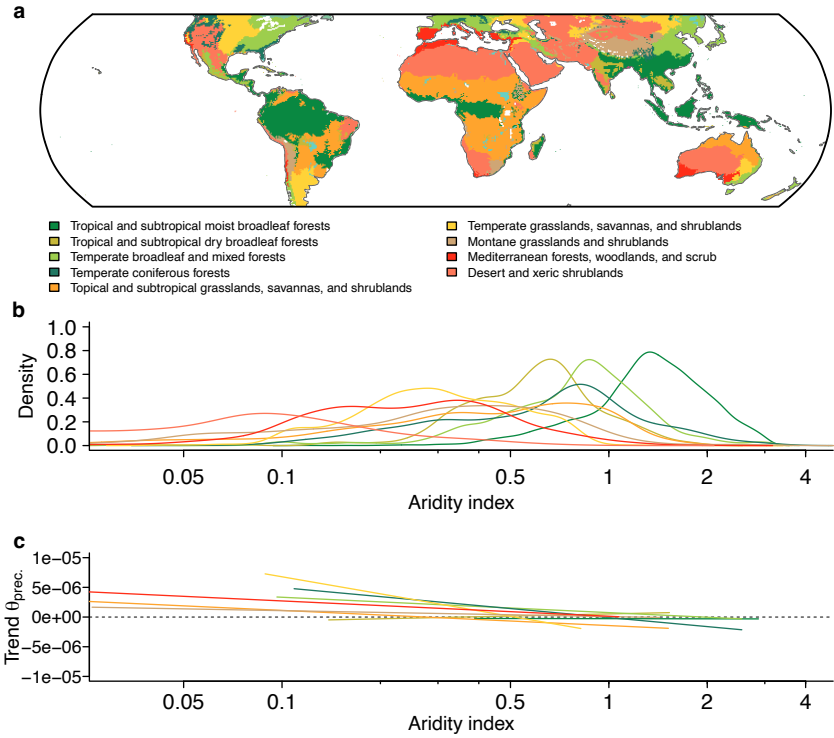 a
Tropical and subtropical moist broadleaf forests
Tropical and subtropical dry broadleaf forests
Temperate broadleaf and mixed forests
Temperate coniferous forests
Topical and subtropical grasslands, savannas, and shrublands
Temperate grasslands, savannas, and shrublands
Montane grasslands and shrublands
Mediterranean forests, woodlands, and scrub
Desert and xeric shrublands
b
Density
1.0
0.8
0.6
0.4
0.2
0.0
0.05 0.1 0.5 1 2 4
Aridity index
c
Trend θprec.
1e−05
5e−06
0e+00
−5e−06
−1e−05
0.05 0.1 0.5 1 2 4
Aridity index